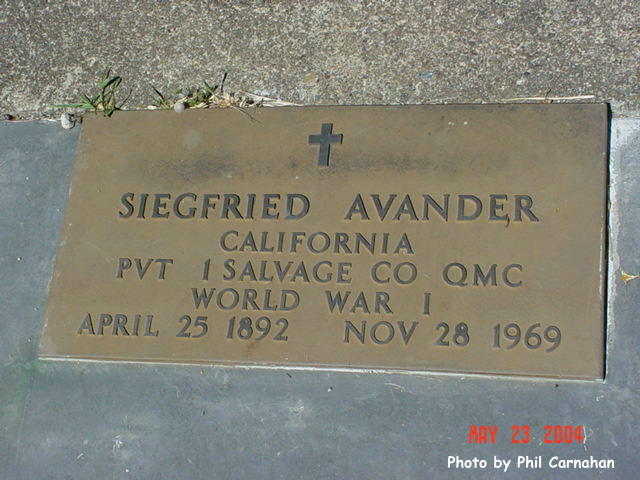 SIEGFRIED AVANDER
CALIFORNIA
PVT 1 SALVAGE CO QMC
WORLD WAR I
APRIL 25 1892 NOV 28 1969
MAY 23 2004
Photo by Phil Carnahan